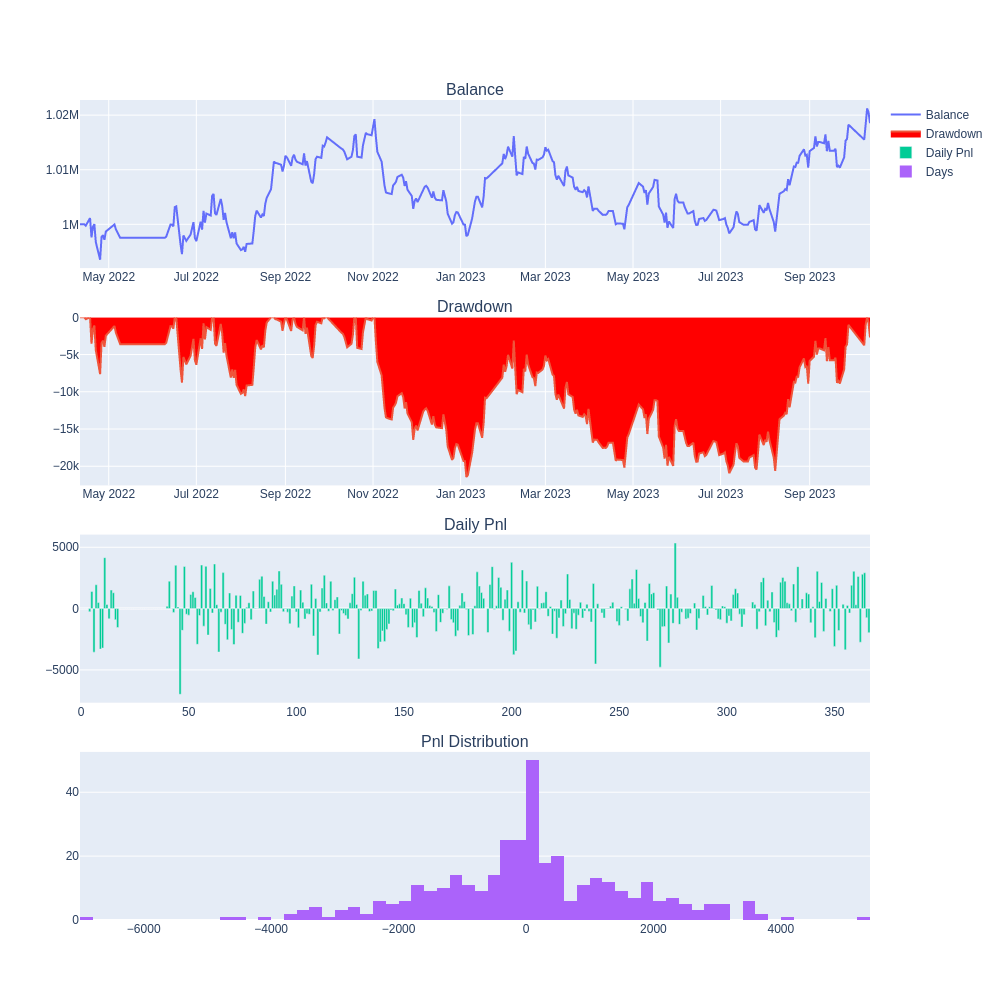 Balance
1.02M
1.01M
1M
May 2022 Jul 2022 Sep 2022 Nov 2022 Jan 2023 Mar 2023 May 2023 Jul 2023 Sep 2023
Balance
Drawdown
Daily Pnl
Days
Drawdown
0
−5k
−10k
−15k
−20k
May 2022 Jul 2022 Sep 2022 Nov 2022 Jan 2023 Mar 2023 May 2023 Jul 2023 Sep 2023
Daily Pnl
5000
0
−5000
0 50 100 150 200 250 300 350
Pnl Distribution
40
20
0
−6000 −4000 −2000 0 2000 4000